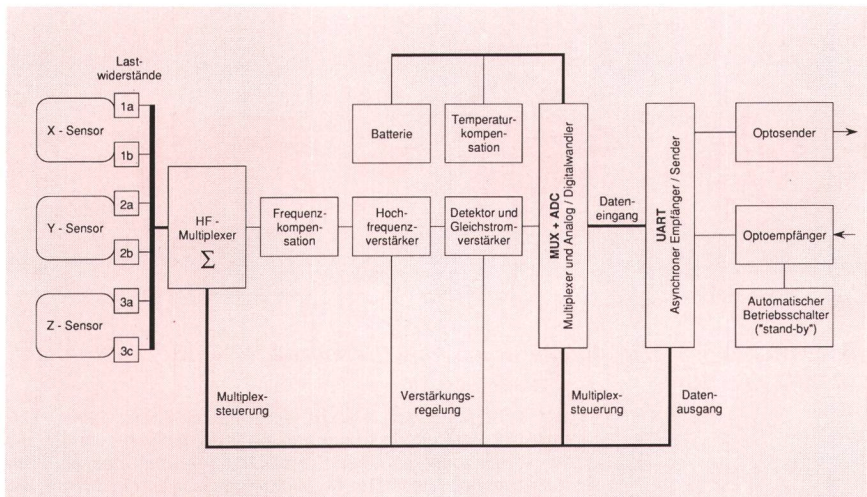 Last-
widerstände
X - Sensor
1a
1b
Y - Sensor
2a
2b
Z - Sensor
3a
3c
HF -
Multiplexer
Σ
Frequenz-
kompen-
sation
Batterie
Temperatur-
kompen-
sation
Hoch-
frequenz-
verstärker
Detektor und
Gleichstrom-
verstärker
MUX + ADC
Multiplexer und Analog / Digitalwandler
Daten-
eingang
UART
Asynchroner Empfänger / Sender
Optosender
Optoempfänger
Automatischer
Betriebsschalter
("stand-by")
Multiplex-
steuerung
Verstärkungs-
regelung
Multiplex-
steuerung
Daten-
ausgang